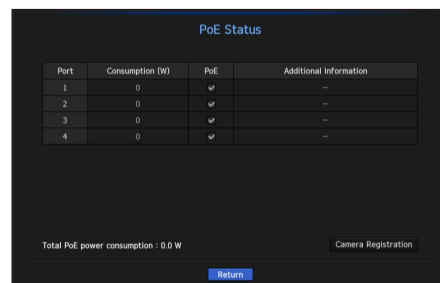 PoE Status
Port Consumption (W) PoE Additional Information
1 0 –
2 0 –
3 0 –
4 0 –
Total PoE power consumption : 0.0 W Camera Registration
Return